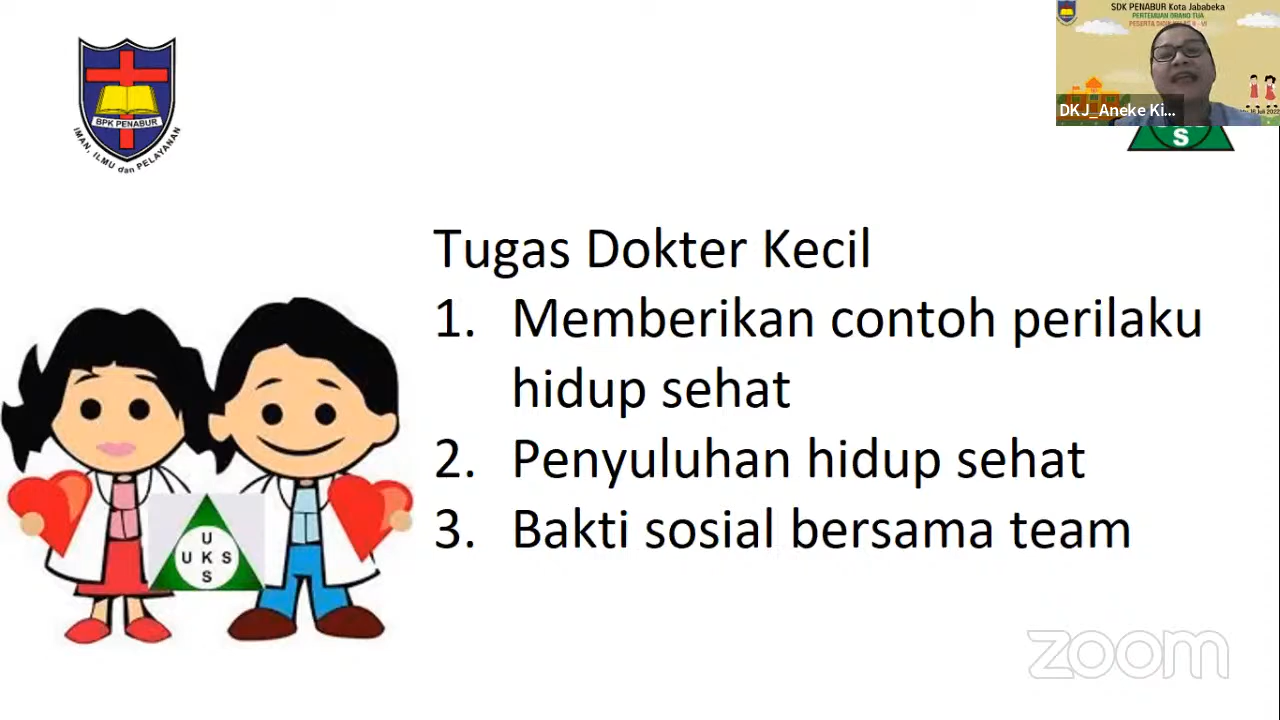 SDK PENABUR Kota Jababeka
PERTEMUAN ORANG TUA
DKJ_Aneke Ki...
BPK PENABUR
IMAN, ILMU dan PELAYANAN
S
Tugas Dokter Kecil
1. Memberikan contoh perilaku
hidup sehat
2. Penyuluhan hidup sehat
3. Bakti sosial bersama team
U
U K S
S
zoom